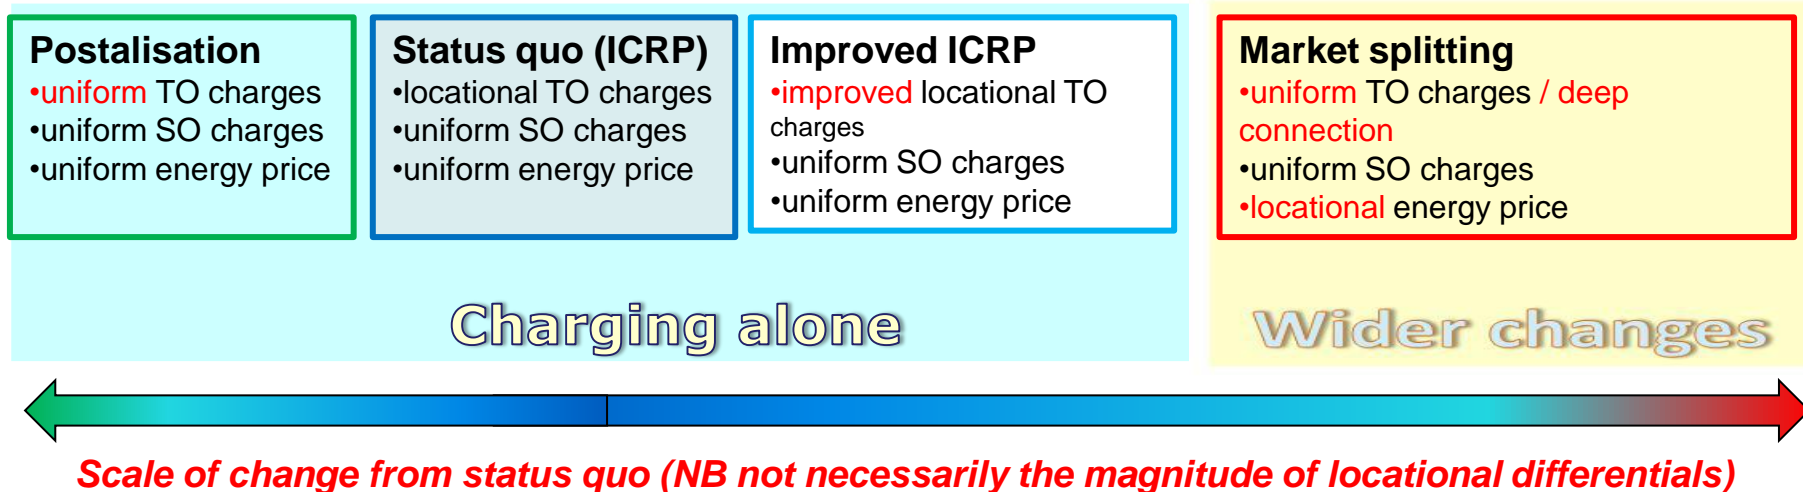 Postalisation
•uniform TO charges
•uniform SO charges
•uniform energy price
Status quo (ICRP)
•locational TO charges
•uniform SO charges
•uniform energy price
Improved ICRP
•improved locational TO
charges
•uniform SO charges
•uniform energy price
Market splitting
•uniform TO charges / deep
connection
•uniform SO charges
•locational energy price
Charging alone
Wider changes
Scale of change from status quo (NB not necessarily the magnitude of locational differentials)